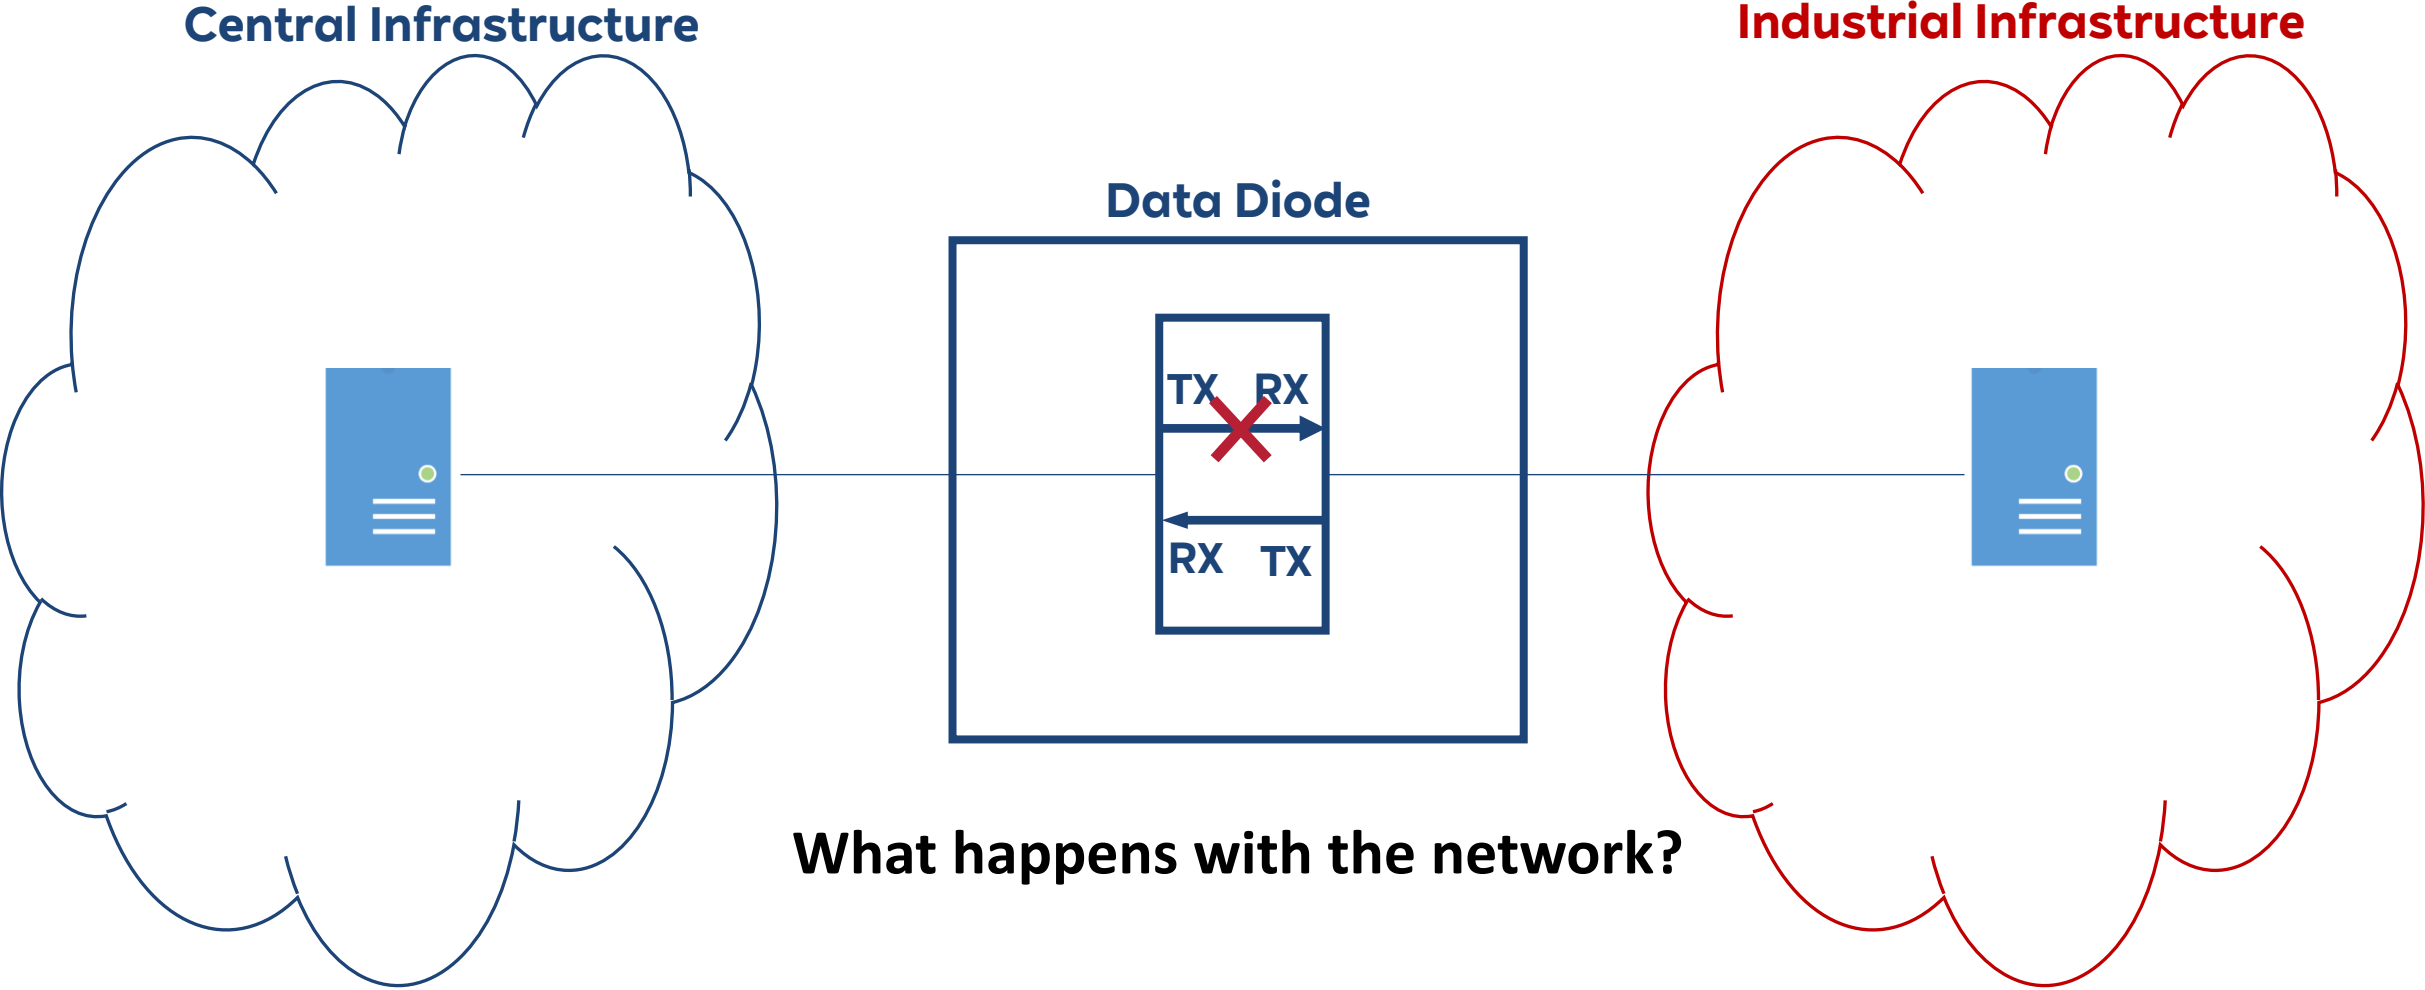 Central Infrastructure
Industrial Infrastructure
Data Diode
TX RX
RX TX
What happens with the network?